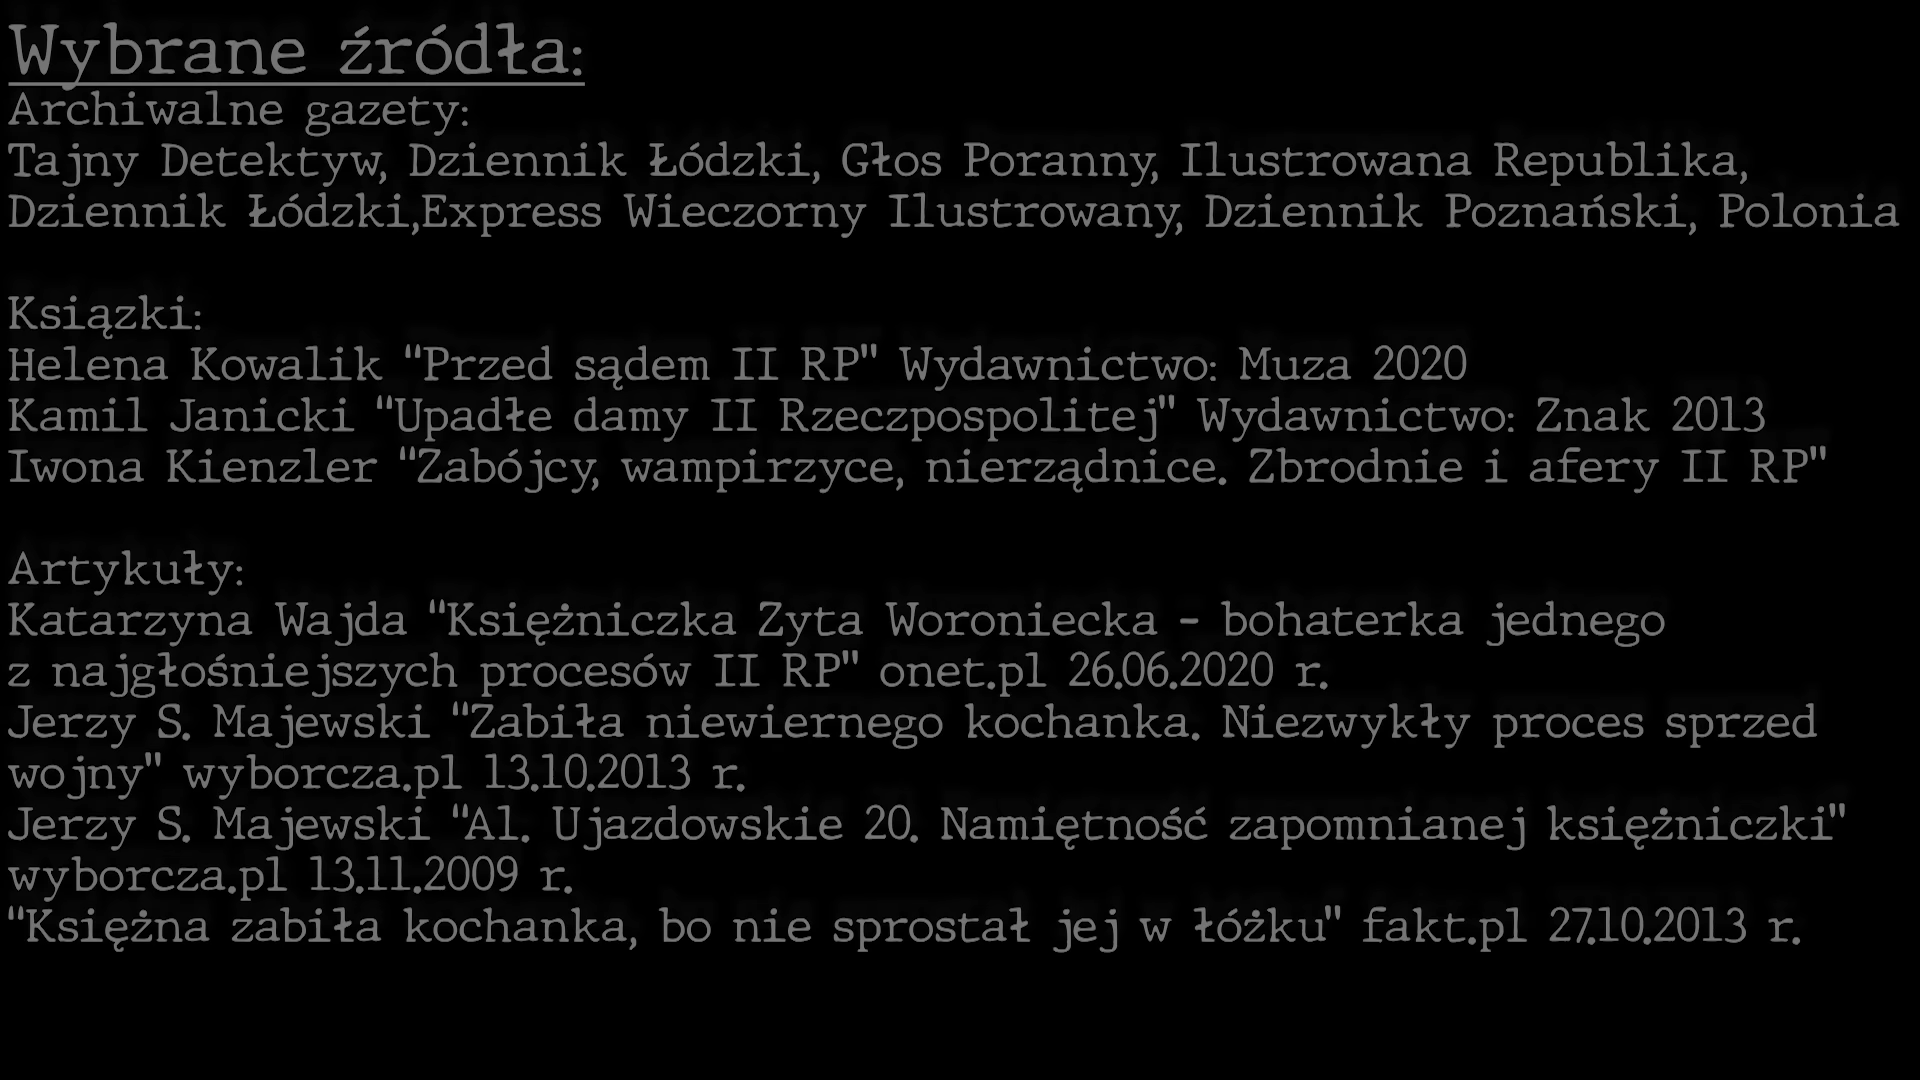 Wybrane źródła:
Archiwalne gazety:
Tajny Detektyw, Dziennik Łódzki, Głos Poranny, Ilustrowana Republika,
Dziennik Łódzki,Express Wieczorny Ilustrowany, Dziennik Poznański, Polonia
Ksiązki:
Helena Kowalik "Przed sądem II RP" Wydawnictwo: Muza 2020
Kamil Janicki "Upadłe damy II Rzeczpospolitej" Wydawnictwo: Znak 2013
Iwona Kienzler "Zabójcy, wampirzyce, nierządnice. Zbrodnie i afery II RP"
Artykuły:
Katarzyna Wajda "Księżniczka Zyta Woroniecka - bohaterka jednego
z najgłośniejszych procesów II RP" onet.pl 26.06.2020 r.
Jerzy S. Majewski "Zabiła niewiernego kochanka. Niezwykły proces sprzed
wojny" wyborcza.pl 13.10.2013 r.
Jerzy S. Majewski "Al. Ujazdowskie 20. Namiętność zapomnianej księżniczki"
wyborcza.pl 13.11.2009 r.
"Księżna zabiła kochanka, bo nie sprostał jej w łóżku" fakt.pl 27.10.2013 r.